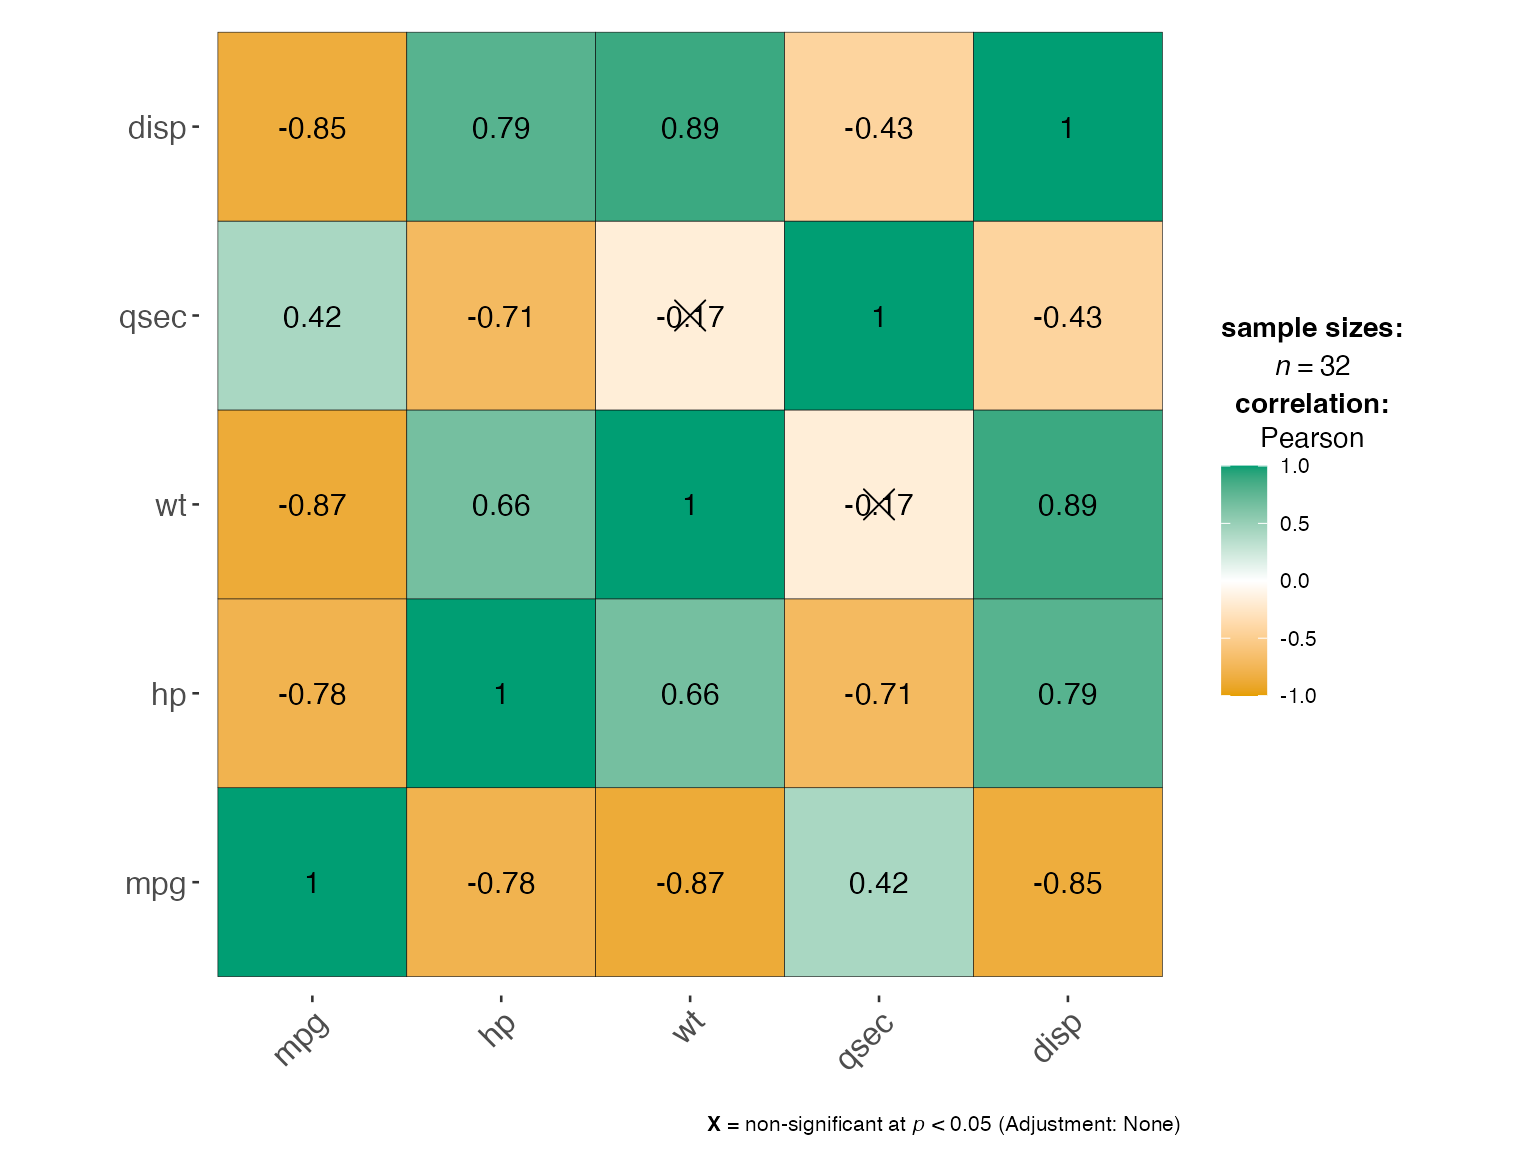 disp -0.85 0.79 0.89 -0.43 1
qsec 0.42 -0.71 -0.17 1 -0.43
wt -0.87 0.66 1 -0.17 0.89
hp -0.78 1 0.66 -0.71 0.79
mpg 1 -0.78 -0.87 0.42 -0.85
mpg hp wt qsec disp
sample sizes:
n = 32
correlation:
Pearson
1.0
0.5
0.0
-0.5
-1.0
X = non-significant at p < 0.05 (Adjustment: None)